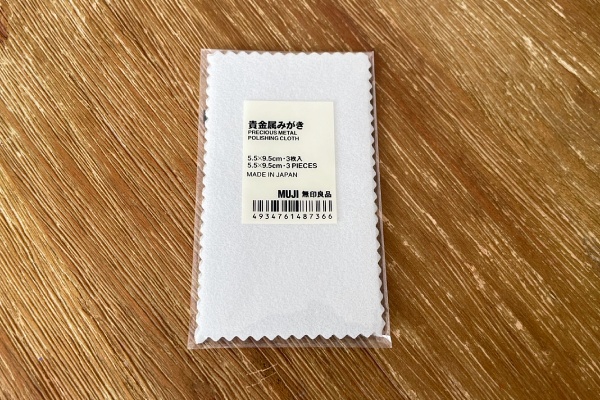 貴金属みがき
PRECIOUS METAL
POLISHING CLOTH
5.5×9.5cm・3枚入
5.5×9.5cm・3 PIECES
MADE IN JAPAN
MUJI 無印良品
4934761487366